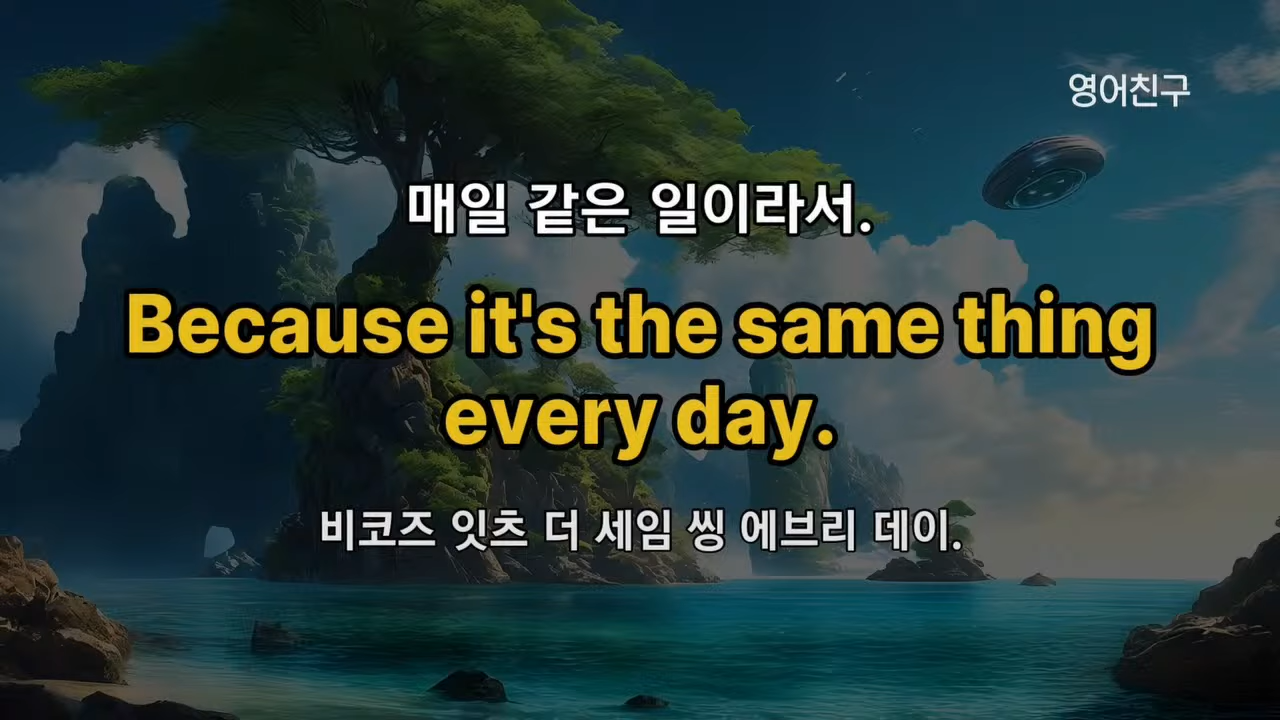 영어친구
매일 같은 일이라서.
Because it's the same thing
every day.
비코즈 잇츠 더 세임 씽 에브리 데이.